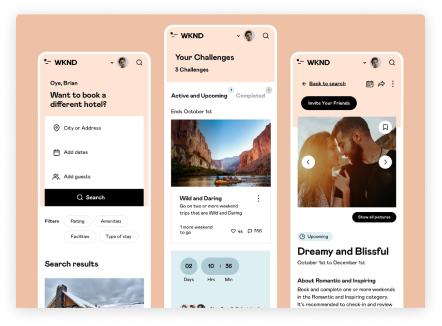 WKND
Oye, Brian
Want to book a
different hotel?
City or Address
Add dates
Add guests
Search
Filters
Rating
Amenities
Facilities
Type of stay
Search results
WKND
Your Challenges
3 Challenges
Active and Upcoming
Completed
Ends October 1st
Wild and Daring
Go on two or more weekend
trips that are Wild and Daring
1 more weekend
to go
44
766
02
10 : 36
Days
Hrs
Min
WKND
Back to search
Invite Your Friends
Show all pictures
Upcoming
Dreamy and Blissful
October 1st to December 1st
About Romantic and Inspiring
Book and complete one or more weekends
in the Romantic and Inspiring category.
It's recommended to check-in and review